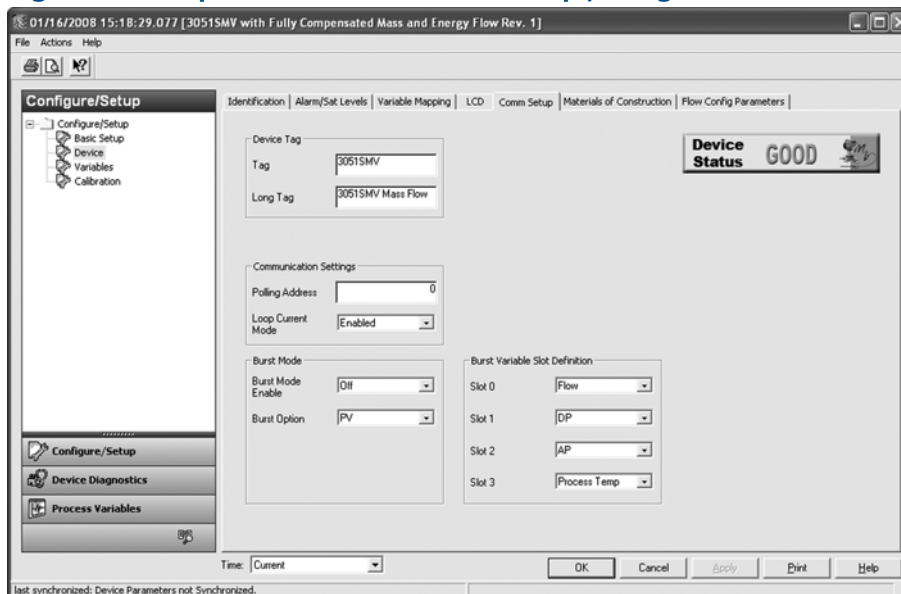 01/16/2008 15:18:29.077 [3051SMV with Fully Compensated Mass and Energy Flow Rev. 1]
File Actions Help
Configure/Setup
Configure/Setup
Basic Setup
Device
Variables
Calibration
Configure/Setup
Device Diagnostics
Process Variables
Identification Alarm/Sat Levels Variable Mapping LCD Comm Setup Materials of Construction Flow Config Parameters
Device Tag
Tag 3051SMV
Long Tag 3051SMV Mass Flow
Device Status GOOD
Communication Settings
Polling Address 0
Loop Current Mode Enabled
Burst Mode
Burst Mode Enable Off
Burst Option PV
Burst Variable Slot Definition
Slot 0 Flow
Slot 1 DP
Slot 2 AP
Slot 3 Process Temp
Time: Current
OK Cancel Apply Print Help
last synchronized: Device Parameters not Synchronized.